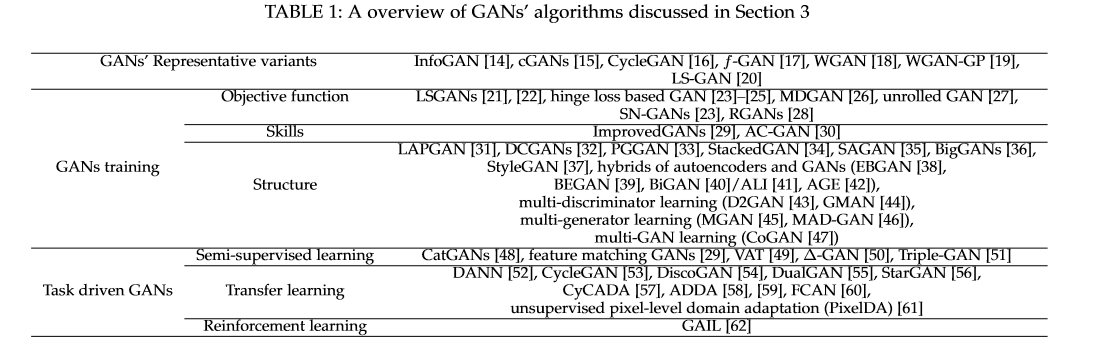 TABLE 1: A overview of GANs' algorithms discussed in Section 3
GANs' Representative variants
InfoGAN [14], cGANs [15], CycleGAN [16], f-GAN [17], WGAN [18], WGAN-GP [19],
LS-GAN [20]
GANs training
Objective function
LSGANs [21], [22], hinge loss based GAN [23]–[25], MDGAN [26], unrolled GAN [27],
SN-GANs [23], RGANs [28]
Skills
ImprovedGANs [29], AC-GAN [30]
Structure
LAPGAN [31], DCGANs [32], PGGAN [33], StackedGAN [34], SAGAN [35], BigGANs [36],
StyleGAN [37], hybrids of autoencoders and GANs (EBGAN [38],
BEGAN [39], BiGAN [40]/ALI [41], AGE [42]),
multi-discriminator learning (D2GAN [43], GMAN [44]),
multi-generator learning (MGAN [45], MAD-GAN [46]),
multi-GAN learning (CoGAN [47])
Task driven GANs
Semi-supervised learning
CatGANs [48], feature matching GANs [29], VAT [49], Δ-GAN [50], Triple-GAN [51]
Transfer learning
DANN [52], CycleGAN [53], DiscoGAN [54], DualGAN [55], StarGAN [56],
CyCADA [57], ADDA [58], [59], FCAN [60],
unsupervised pixel-level domain adaptation (PixelDA) [61]
Reinforcement learning
GAIL [62]